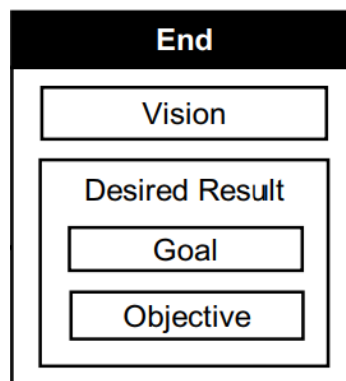 End
Vision
Desired Result
Goal
Objective